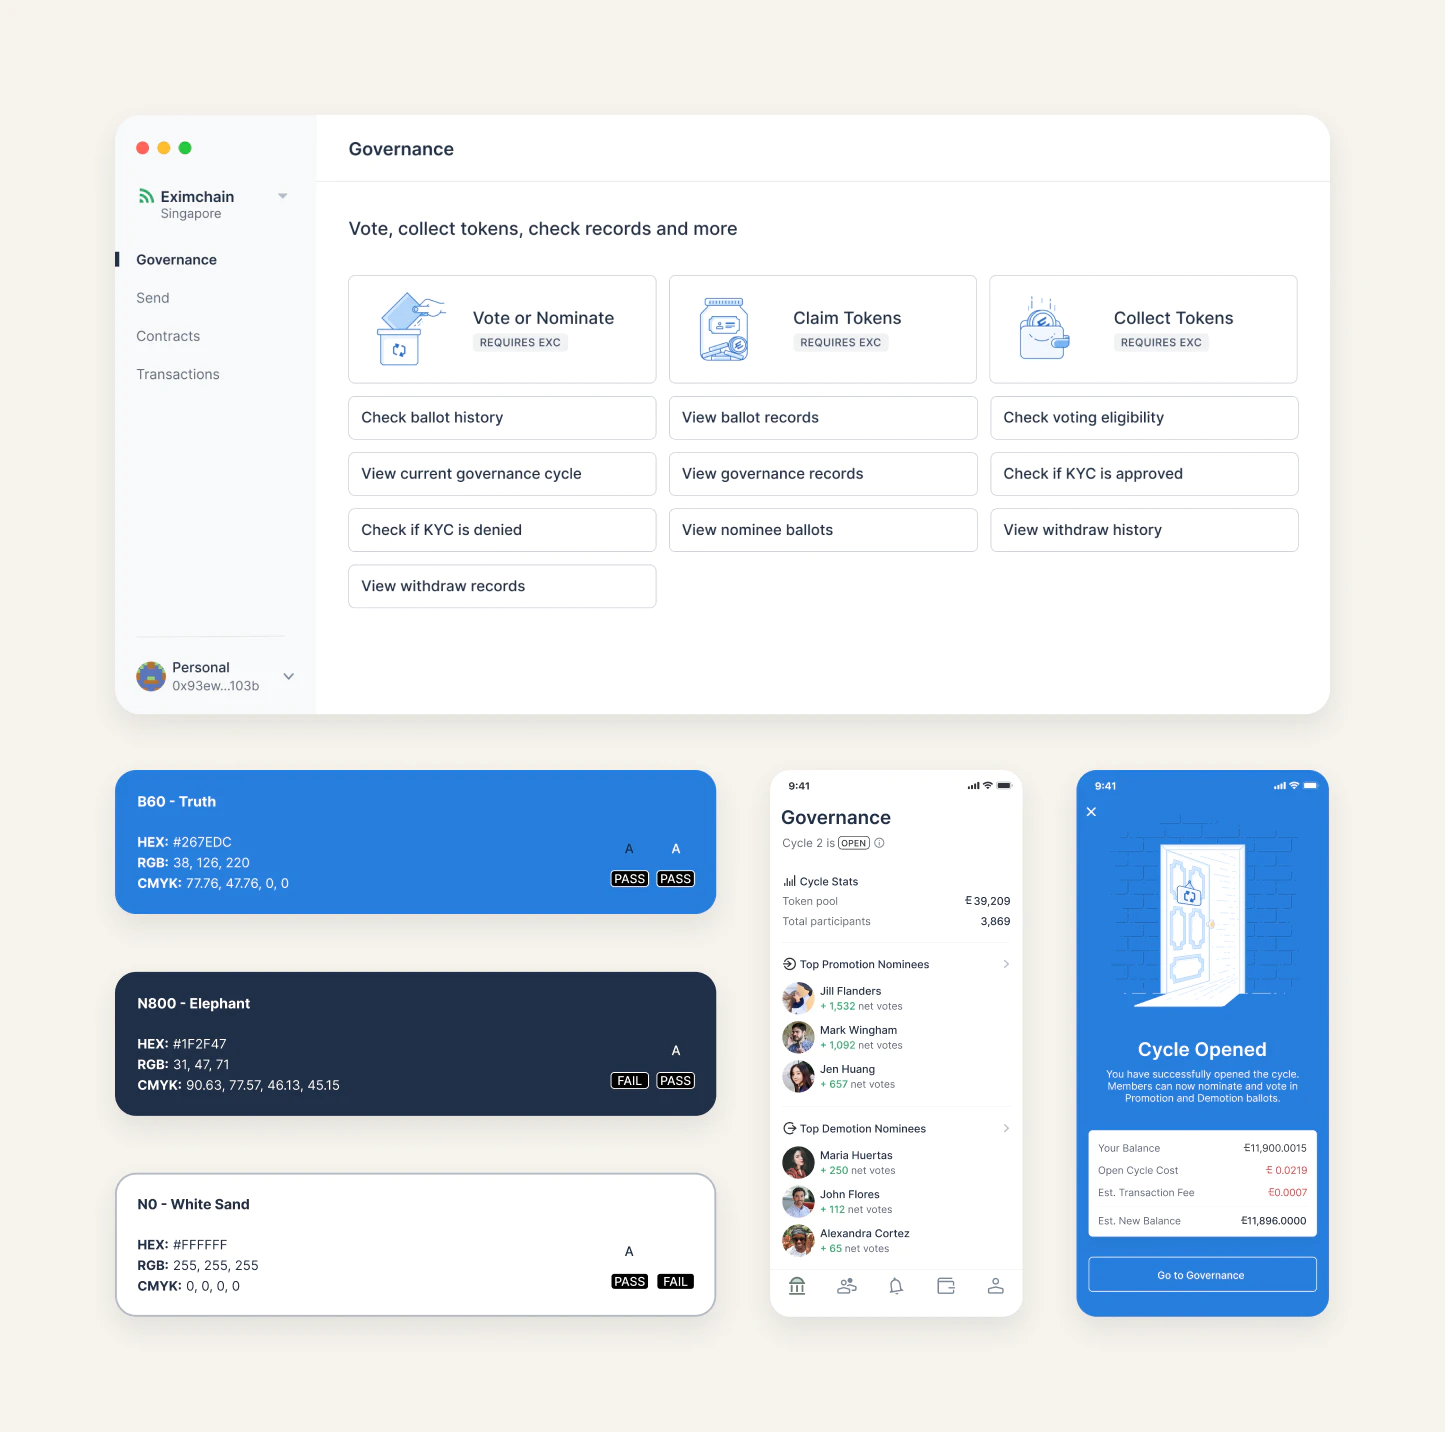 Governance
Eximchain
Singapore
Governance
Send
Contracts
Transactions
Personal
0x93ew...103b
Vote, collect tokens, check records and more
Vote or Nominate
REQUIRES EXC
Claim Tokens
REQUIRES EXC
Collect Tokens
REQUIRES EXC
Check ballot history
View ballot records
Check voting eligibility
View current governance cycle
View governance records
Check if KYC is approved
Check if KYC is denied
View nominee ballots
View withdraw history
View withdraw records
B60 - Truth
HEX: #267EDC
RGB: 38, 126, 220
CMYK: 77.76, 47.76, 0, 0
A A
PASS PASS
N800 - Elephant
HEX: #1F2F47
RGB: 31, 47, 71
CMYK: 90.63, 77.57, 46.13, 45.15
A
FAIL PASS
N0 - White Sand
HEX: #FFFFFF
RGB: 255, 255, 255
CMYK: 0, 0, 0, 0
A
PASS FAIL
9:41
Governance
Cycle 2 is OPEN
Cycle Stats
Token pool 39,209
Total participants 3,869
Top Promotion Nominees
Jill Flanders
+ 1,532 net votes
Mark Wingham
+ 1,092 net votes
Jen Huang
+ 657 net votes
Top Demotion Nominees
Maria Huertas
+ 250 net votes
John Flores
+ 112 net votes
Alexandra Cortez
+ 65 net votes
9:41
Cycle Opened
You have successfully opened the cycle.
Members can now nominate and vote in
Promotion and Demotion ballots.
Your Balance 11,900.0015
Open Cycle Cost 0.0219
Est. Transaction Fee 0.0007
Est. New Balance 11,896.0000
Go to Governance